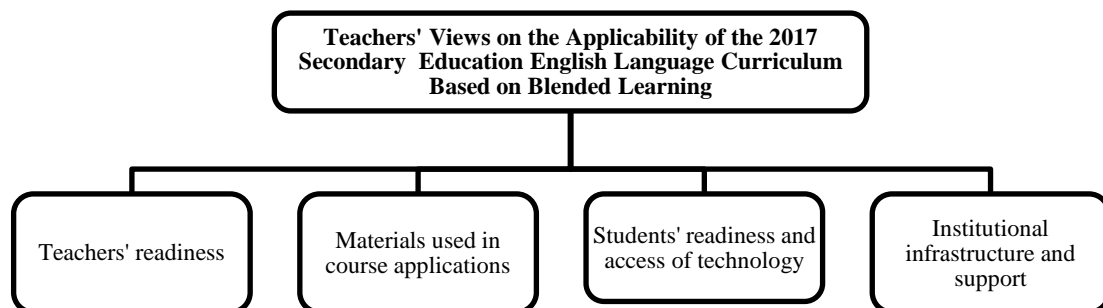 Teachers' Views on the Applicability of the 2017
Secondary Education English Language Curriculum
Based on Blended Learning
Teachers' readiness
Materials used in
course applications
Students' readiness and
access of technology
Institutional
infrastructure and
support